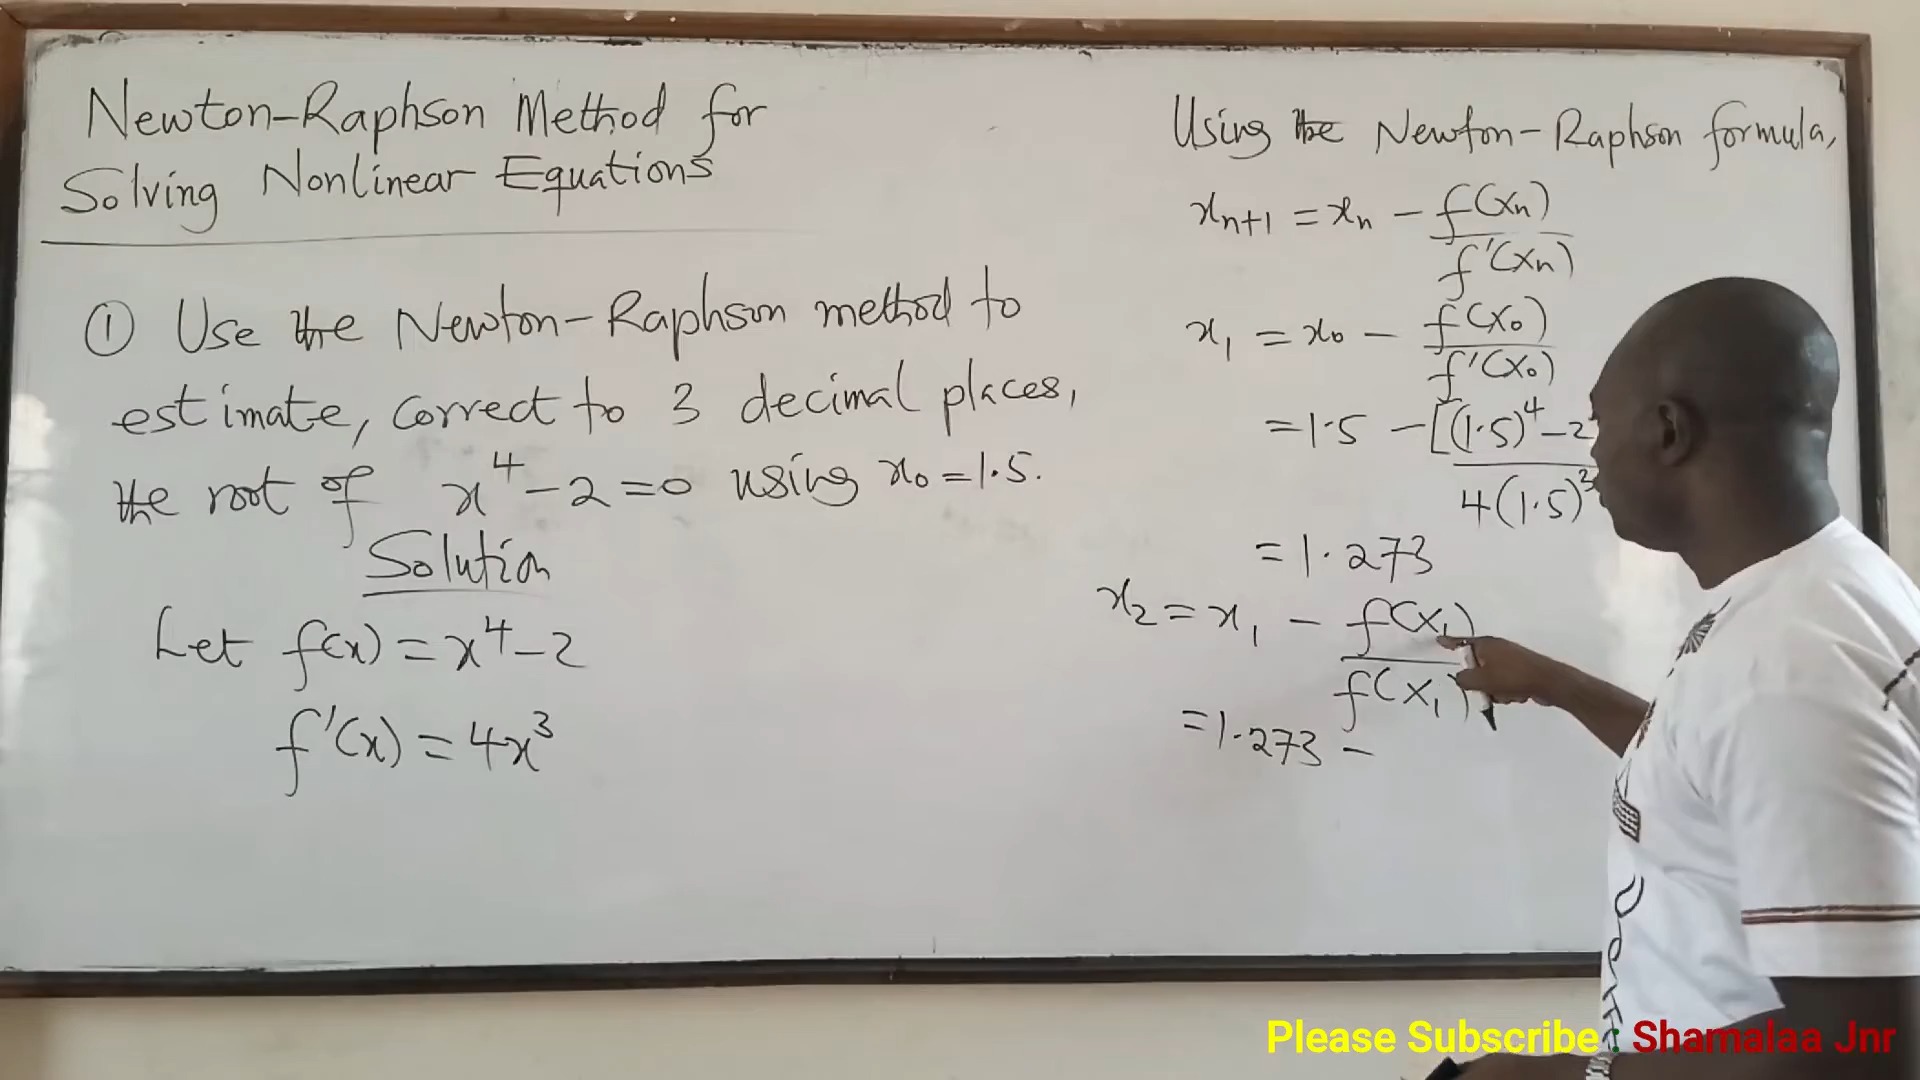 Newton-Raphson Method for
Solving Nonlinear Equations
① Use the Newton-Raphson method to
estimate, correct to 3 decimal places,
the root of x⁴-2=0 using x₀=1.5.
Solution
Let f(x) = x⁴-2
f'(x) = 4x³
Using the Newton-Raphson formula,
xₙ₊₁ = xₙ - f(xₙ)/f'(xₙ)
x₁ = x₀ - f(x₀)/f'(x₀)
=1.5 - [(1.5)⁴-2/4(1.5)³
= 1.273
x₂ = x₁ - f(x₁)/f(x₁)
=1.273 -
Please Subscribe : Shamalaa Jnr